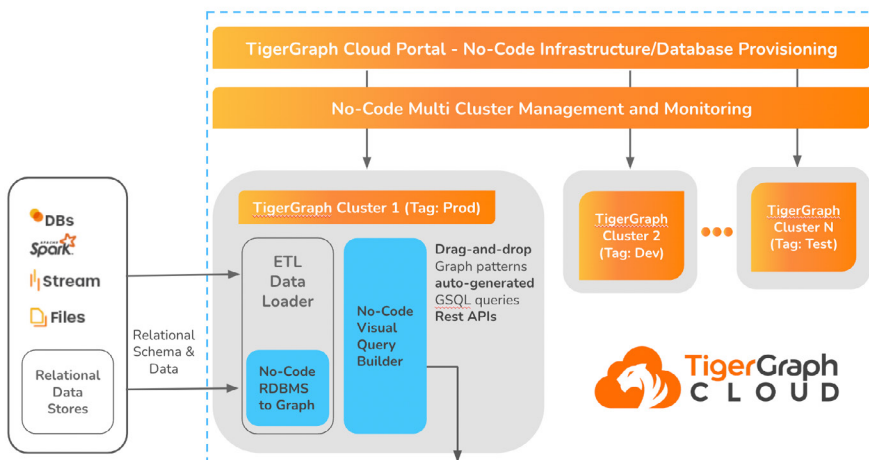 TigerGraph Cloud Portal - No-Code Infrastructure/Database Provisioning
No-Code Multi Cluster Management and Monitoring
DBs
APACHE
Spark
Stream
Files
Relational
Data
Stores
Relational
Schema &
Data
TigerGraph Cluster 1 (Tag: Prod)
ETL
Data
Loader
No-Code
RDBMS
to Graph
No-Code
Visual
Query
Builder
Drag-and-drop
Graph patterns
auto-generated
GSQL queries
Rest APIs
TigerGraph
Cluster 2
(Tag: Dev)
TigerGraph
Cluster N
(Tag: Test)
TigerGraph
CLOUD